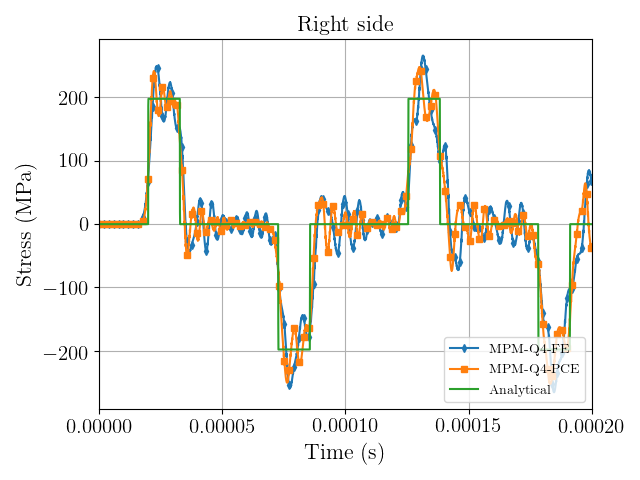 Right side
Stress (MPa)
200
100
0
−100
−200
MPM-Q4-FE
MPM-Q4-PCE
Analytical
0.00000 0.00005 0.00010 0.00015 0.00020
Time (s)